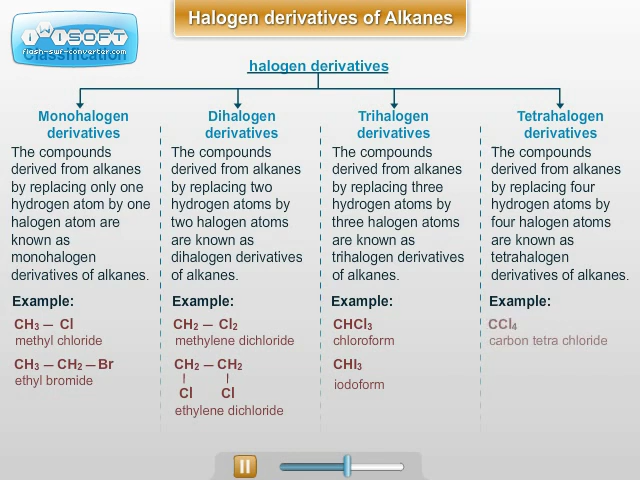 Halogen derivatives of Alkanes
iWiSOFT
flash-swf-converter.com
Classification
halogen derivatives
Monohalogen
derivatives
The compounds
derived from alkanes
by replacing only one
hydrogen atom by one
halogen atom are
known as
monohalogen
derivatives of alkanes.
Example:
CH₃ — Cl
methyl chloride
CH₃ — CH₂ — Br
ethyl bromide
Dihalogen
derivatives
The compounds
derived from alkanes
by replacing two
hydrogen atoms by
two halogen atoms
are known as
dihalogen derivatives
of alkanes.
Example:
CH₂ — Cl₂
methylene dichloride
CH₂ — CH₂
Cl Cl
ethylene dichloride
Trihalogen
derivatives
The compounds
derived from alkanes
by replacing three
hydrogen atoms by
three halogen atoms
are known as
trihalogen derivatives
of alkanes.
Example:
CHCl₃
chloroform
CHI₃
iodoform
Tetrahalogen
derivatives
The compounds
derived from alkanes
by replacing four
hydrogen atoms by
four halogen atoms
are known as
tetrahalogen
derivatives of alkanes.
Example:
CCl₄
carbon tetra chloride